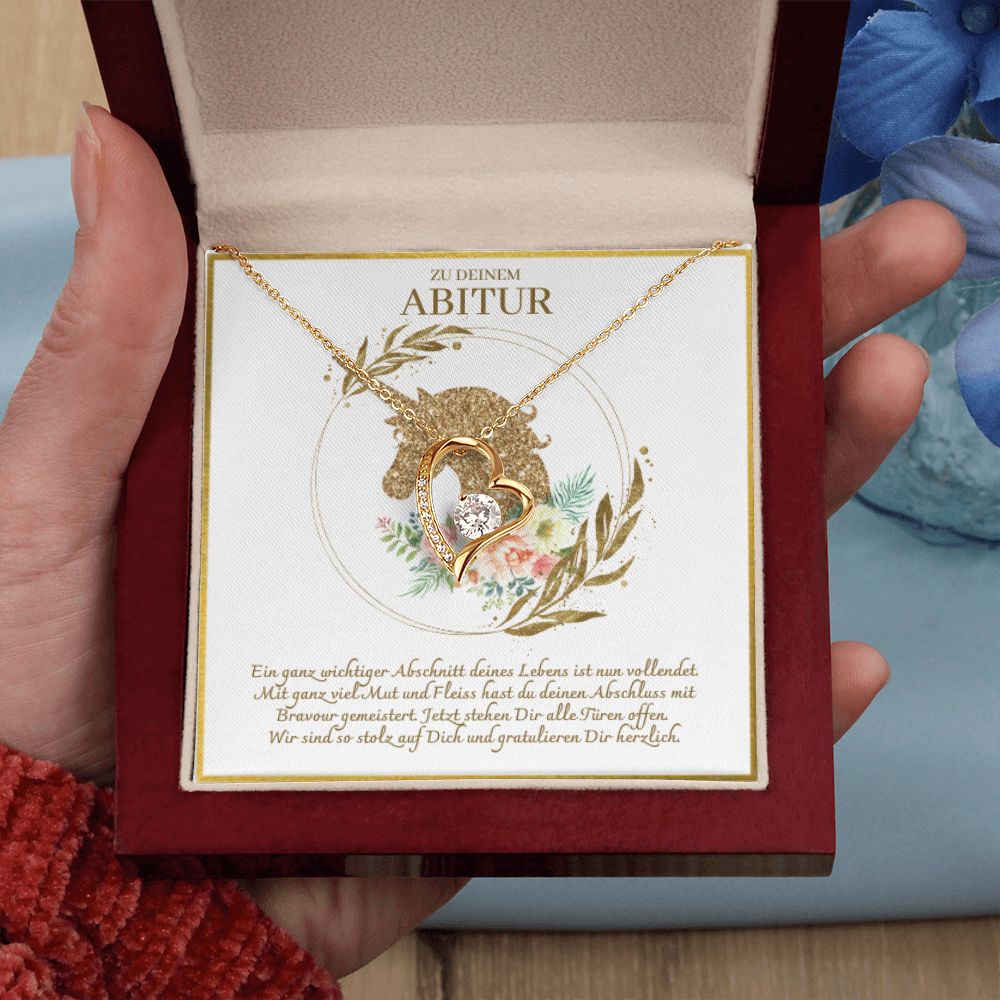 ZU DEINEM
ABITUR
Ein ganz wichtiger Abschnitt deines Lebens ist nun vollendet.
Mit ganz viel Mut und Fleiss hast du deinen Abschluss mit
Bravour gemeistert. Jetzt stehen Dir alle Türen offen.
Wir sind so stolz auf Dich und gratulieren Dir herzlich.